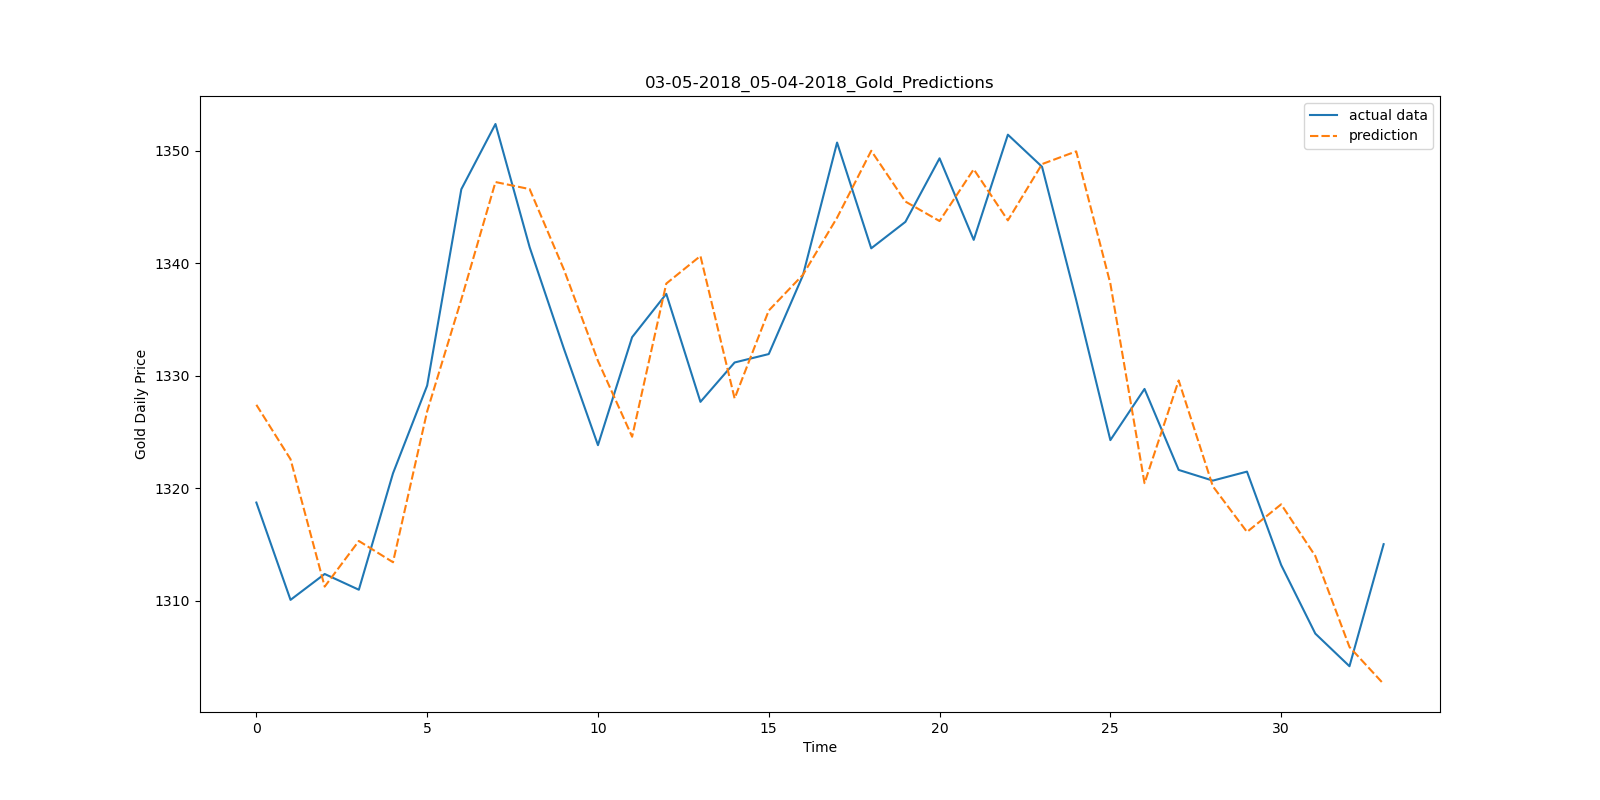 03-05-2018_05-04-2018_Gold_Predictions
actual data
prediction
Gold Daily Price
1350
1340
1330
1320
1310
0 5 10 15 20 25 30
Time